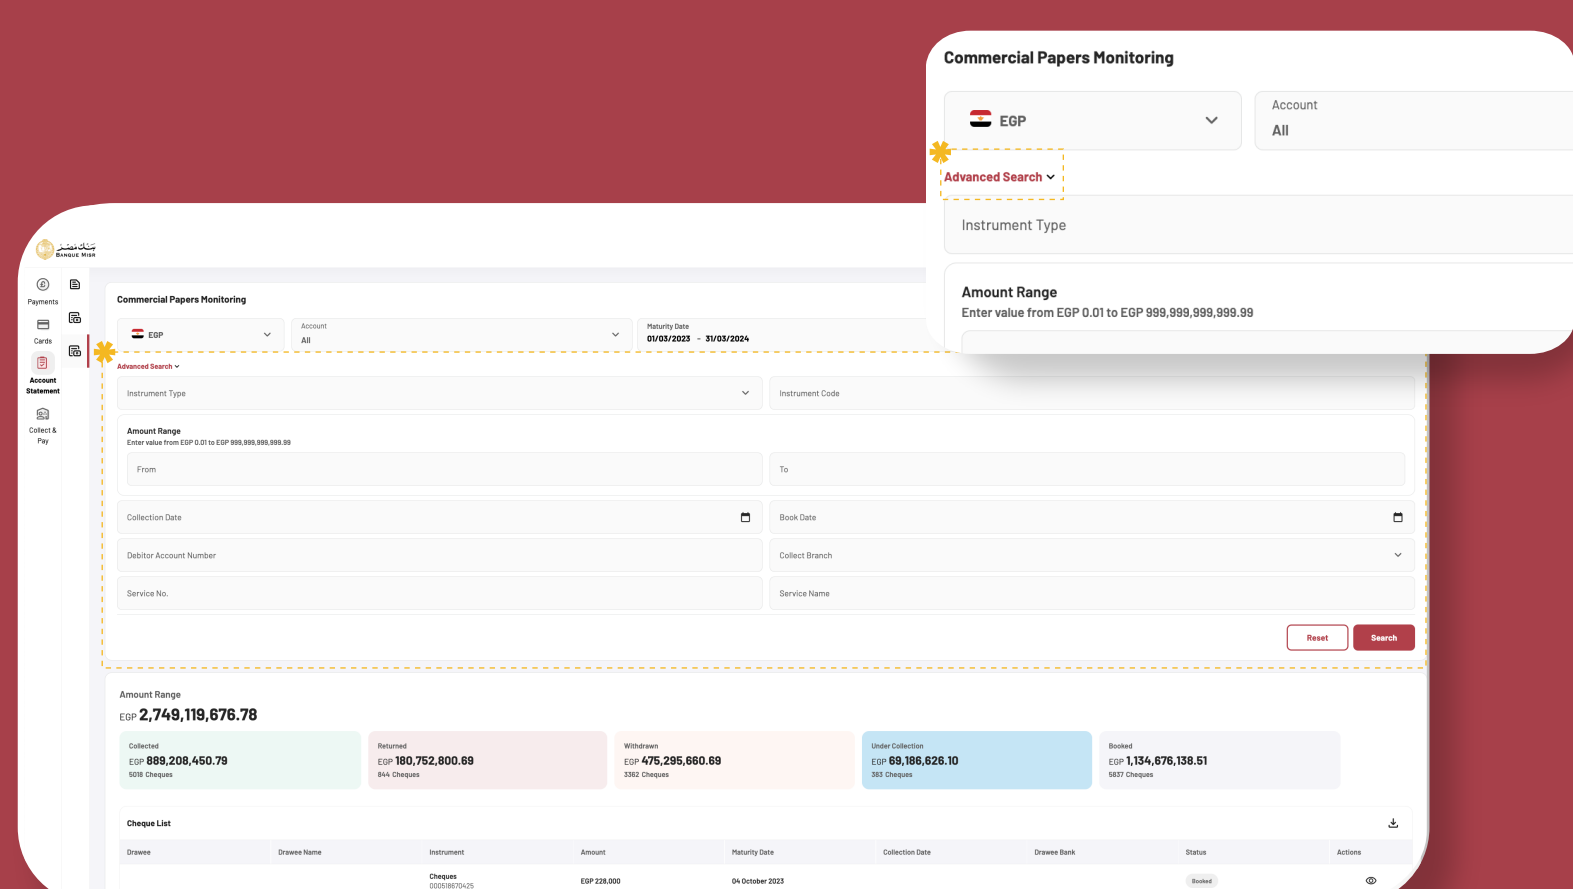 Commercial Papers Monitoring
EGP
Account
All
Advanced Search
Instrument Type
Amount Range
Enter value from EGP 0.01 to EGP 999,999,999,999.99
بنك مصر
BANQUE MISR
Payments
Cards
Account
Statement
Collect &
Pay
Commercial Papers Monitoring
EGP
Account
All
Maturity Date
01/03/2023 - 31/03/2024
Advanced Search
Instrument Type
Instrument Code
Amount Range
Enter value from EGP 0.01 to EGP 999,999,999,999.99
From
To
Collection Date
Book Date
Debitor Account Number
Collect Branch
Service No.
Service Name
Reset
Search
Amount Range
EGP 2,749,119,676.78
Collected
EGP 889,208,450.79
5018 Cheques
Returned
EGP 180,752,800.69
844 Cheques
Withdrawn
EGP 475,295,660.69
3362 Cheques
Under Collection
EGP 69,186,626.10
383 Cheques
Booked
EGP 1,134,676,138.51
5637 Cheques
Cheque List
Drawee Drawee Name Instrument Amount Maturity Date Collection Date Drawee Bank Status Actions
Cheques
000518670425
EGP 228,000
04 October 2023
Booked